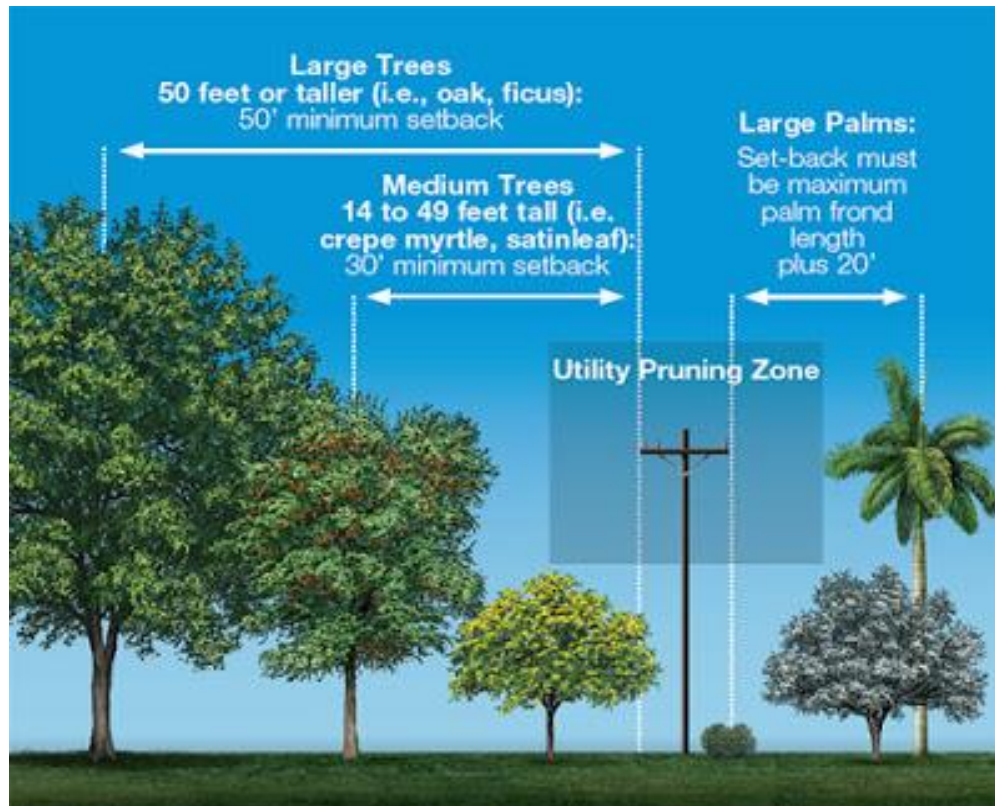 Large Trees
50 feet or taller (i.e., oak, ficus):
50' minimum setback
Medium Trees
14 to 49 feet tall (i.e.
crepe myrtle, satinleaf):
30' minimum setback
Large Palms:
Set-back must
be maximum
palm frond
length
plus 20'
Utility Pruning Zone